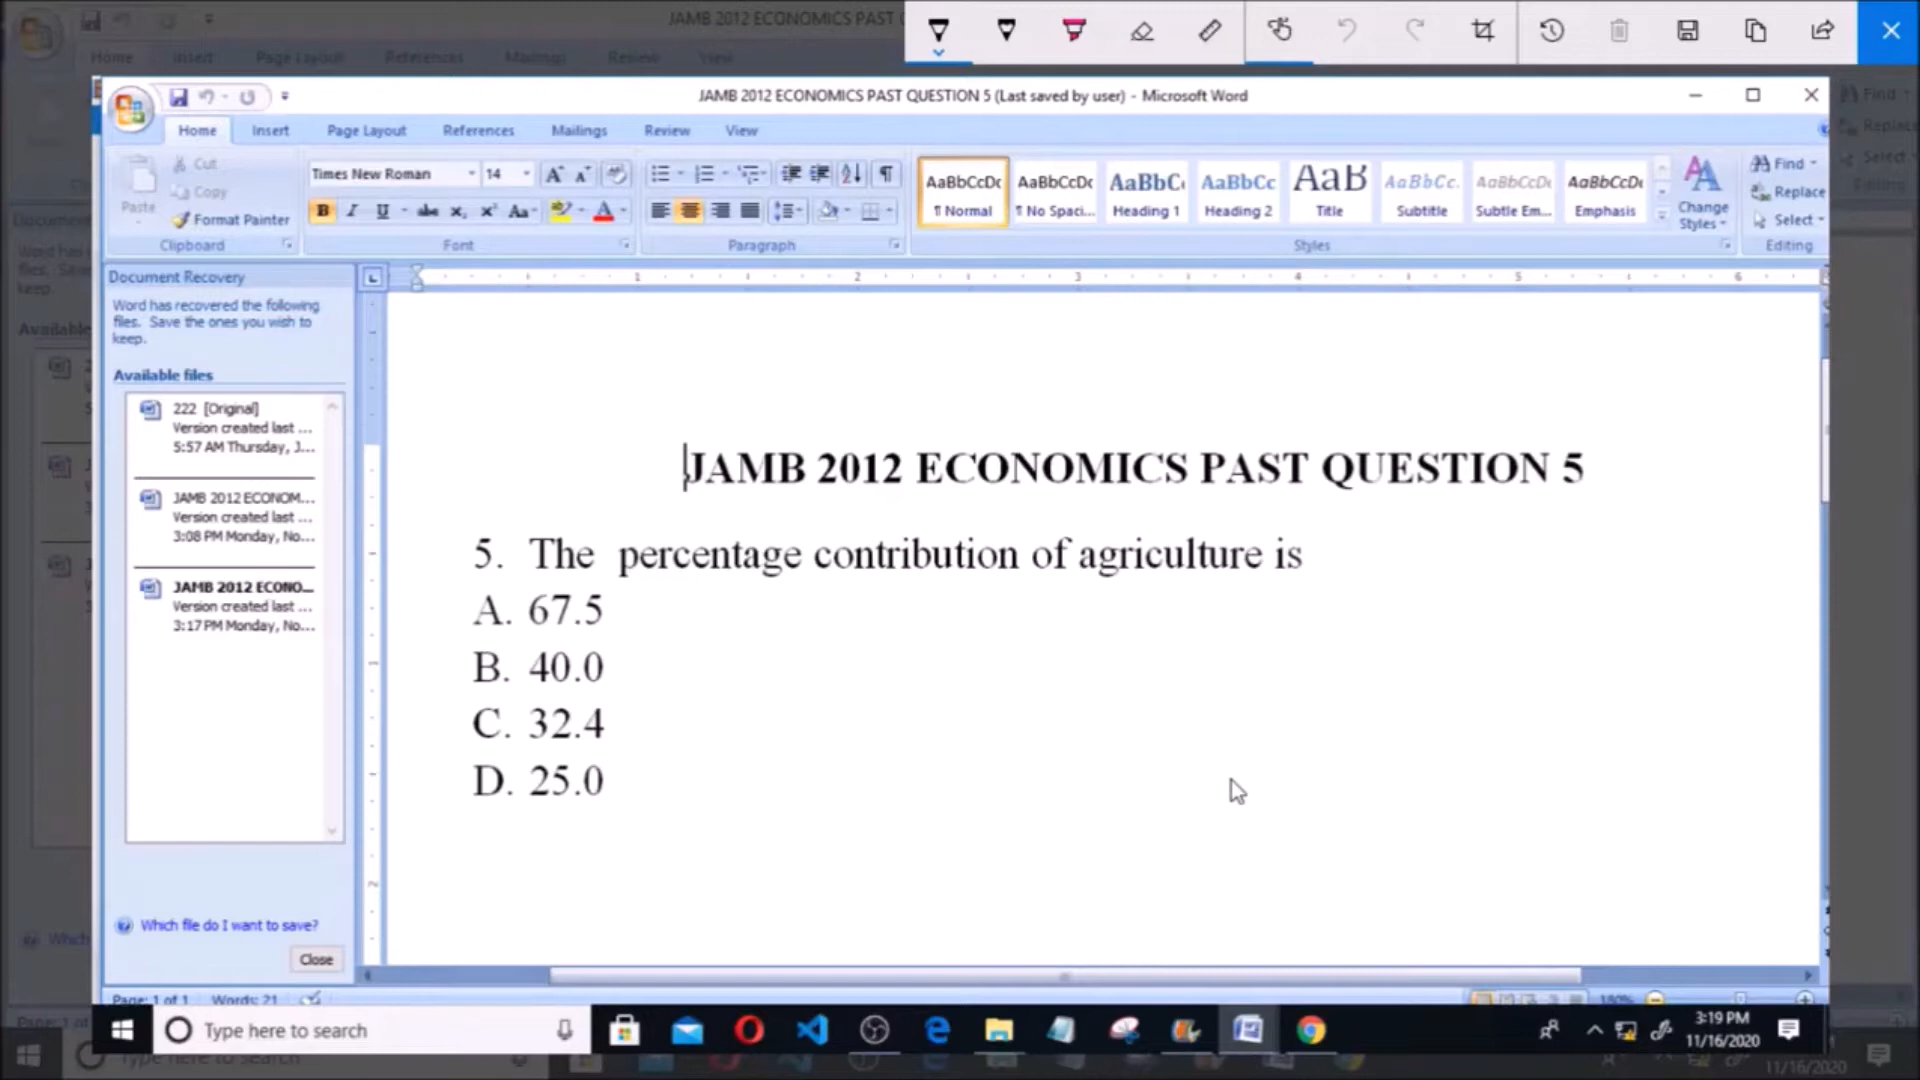 JAMB 2012 ECONOMICS PAST
JAMB 2012 ECONOMICS PAST QUESTION 5 (Last saved by user) - Microsoft Word
Home Insert Page Layout References Mailings Review View
Cut
Copy
Paste
Format Painter
Clipboard
Times New Roman 14
Font
Paragraph
AaBbCcDc AaBbCcDc AaBbC AaBbCc AaB AaBbCc. AaBbCcDc AaBbCcDc
¶ Normal ¶ No Spaci... Heading 1 Heading 2 Title Subtitle Subtle Em... Emphasis
Change Styles
Styles
Find
Replace
Select
Editing
Document Recovery
Word has recovered the following
files. Save the ones you wish to
keep.
Available files
222 [Original]
Version created last ...
5:57 AM Thursday, J...
JAMB 2012 ECONOM...
Version created last ...
3:08 PM Monday, No...
JAMB 2012 ECONO...
Version created last ...
3:17 PM Monday, No...
Which file do I want to save?
Close
JAMB 2012 ECONOMICS PAST QUESTION 5
5. The percentage contribution of agriculture is
A. 67.5
B. 40.0
C. 32.4
D. 25.0
Page: 1 of 1 Words: 21
180%
Type here to search
3:19 PM
11/16/2020